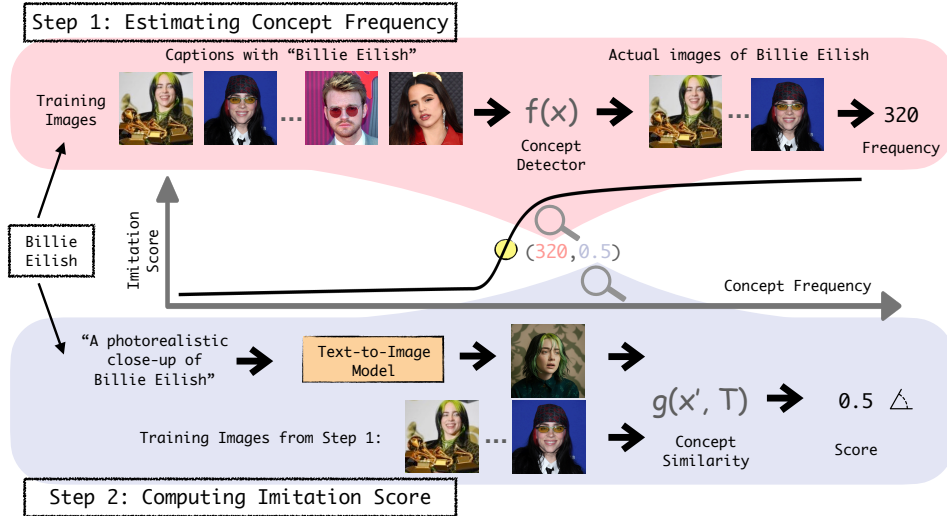 Step 1: Estimating Concept Frequency
Captions with “Billie Eilish”
Actual images of Billie Eilish
Training
Images
...
f(x)
Concept
Detector
...
320
Frequency
Imitation
Score
Billie
Eilish
(320,0.5)
Concept Frequency
“A photorealistic
close-up of
Billie Eilish”
Text-to-Image
Model
g(x', T)
Concept
Similarity
0.5
Score
Training Images from Step 1:
...
Step 2: Computing Imitation Score